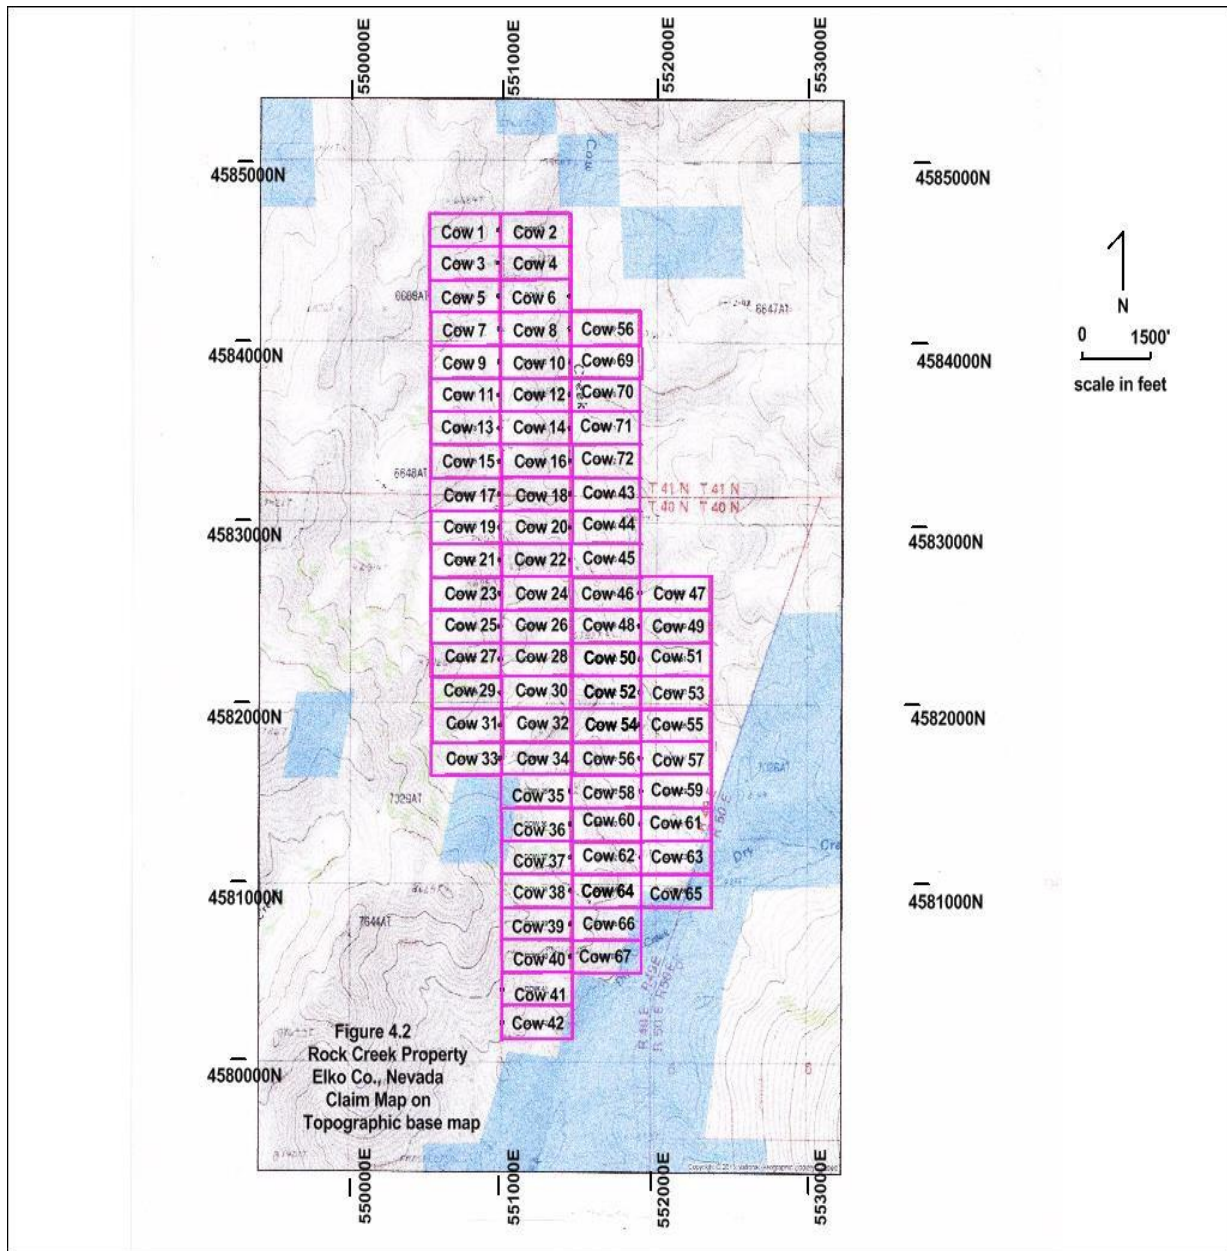 550000E
551000E
552000E
553000E
Cow
4585000N
4585000N
Cow 1 Cow 2
Cow 3 Cow 4
Cow 5 Cow 6
6647AT
Cow 7 Cow 8 Cow 56
4584000N
4584000N
Cow 9 Cow 10 Cow 69
Creek
Cow 11 Cow 12 Cow 70
Cow 13 Cow 14 Cow 71
Cow 15 Cow 16 Cow 72
6648AT
Cow 17 Cow 18 Cow 43
T 41 N T 41 N
T 40 N T 40 N
Cow 19 Cow 20 Cow 44
4583000N
4583000N
Cow 21 Cow 22 Cow 45
Cow 23 Cow 24 Cow 46 Cow 47
Cow 25 Cow 26 Cow 48 Cow 49
Cow 27 Cow 28 Cow 50 Cow 51
Cow 29 Cow 30 Cow 52 Cow 53
4582000N
4582000N
Cow 31 Cow 32 Cow 54 Cow 55
Cow 33 Cow 34 Cow 56 Cow 57
Cow 35 Cow 58 Cow 59
7029AT
Cow 36 Cow 60 Cow 61
R 50 E
Dry
Cow 37 Cow 62 Cow 63
4581000N
4581000N
Cow 38 Cow 64 Cow 65
7644AT
Cow 39 Cow 66
Cow 40 Cow 67
Cow 41
Cow 42
R 49 E
R 50 E
6
6
N
0 1500'
scale in feet
Figure 4.2
Rock Creek Property
Elko Co., Nevada
Claim Map on
Topographic base map
4580000N
550000E
551000E
552000E
553000E